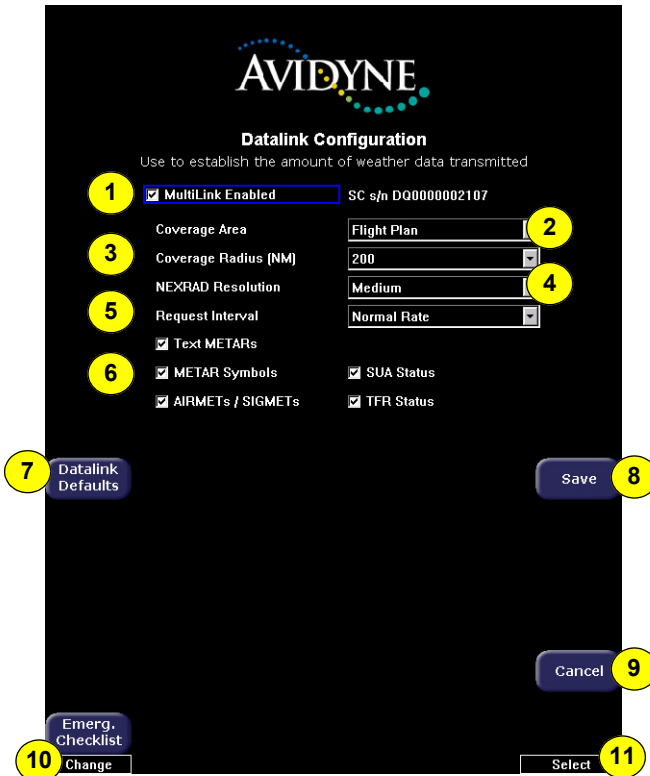 AVIDYNE
Datalink Configuration
Use to establish the amount of weather data transmitted
1 MultiLink Enabled SC s/n DQ0000002107
Coverage Area Flight Plan 2
3 Coverage Radius (NM) 200
NEXRAD Resolution Medium 4
5 Request Interval Normal Rate
Text METARs
6 METAR Symbols SUA Status
AIRMETs / SIGMETs TFR Status
7 Datalink
Defaults
Save 8
Cancel 9
Emerg.
Checklist
10 Change
Select 11